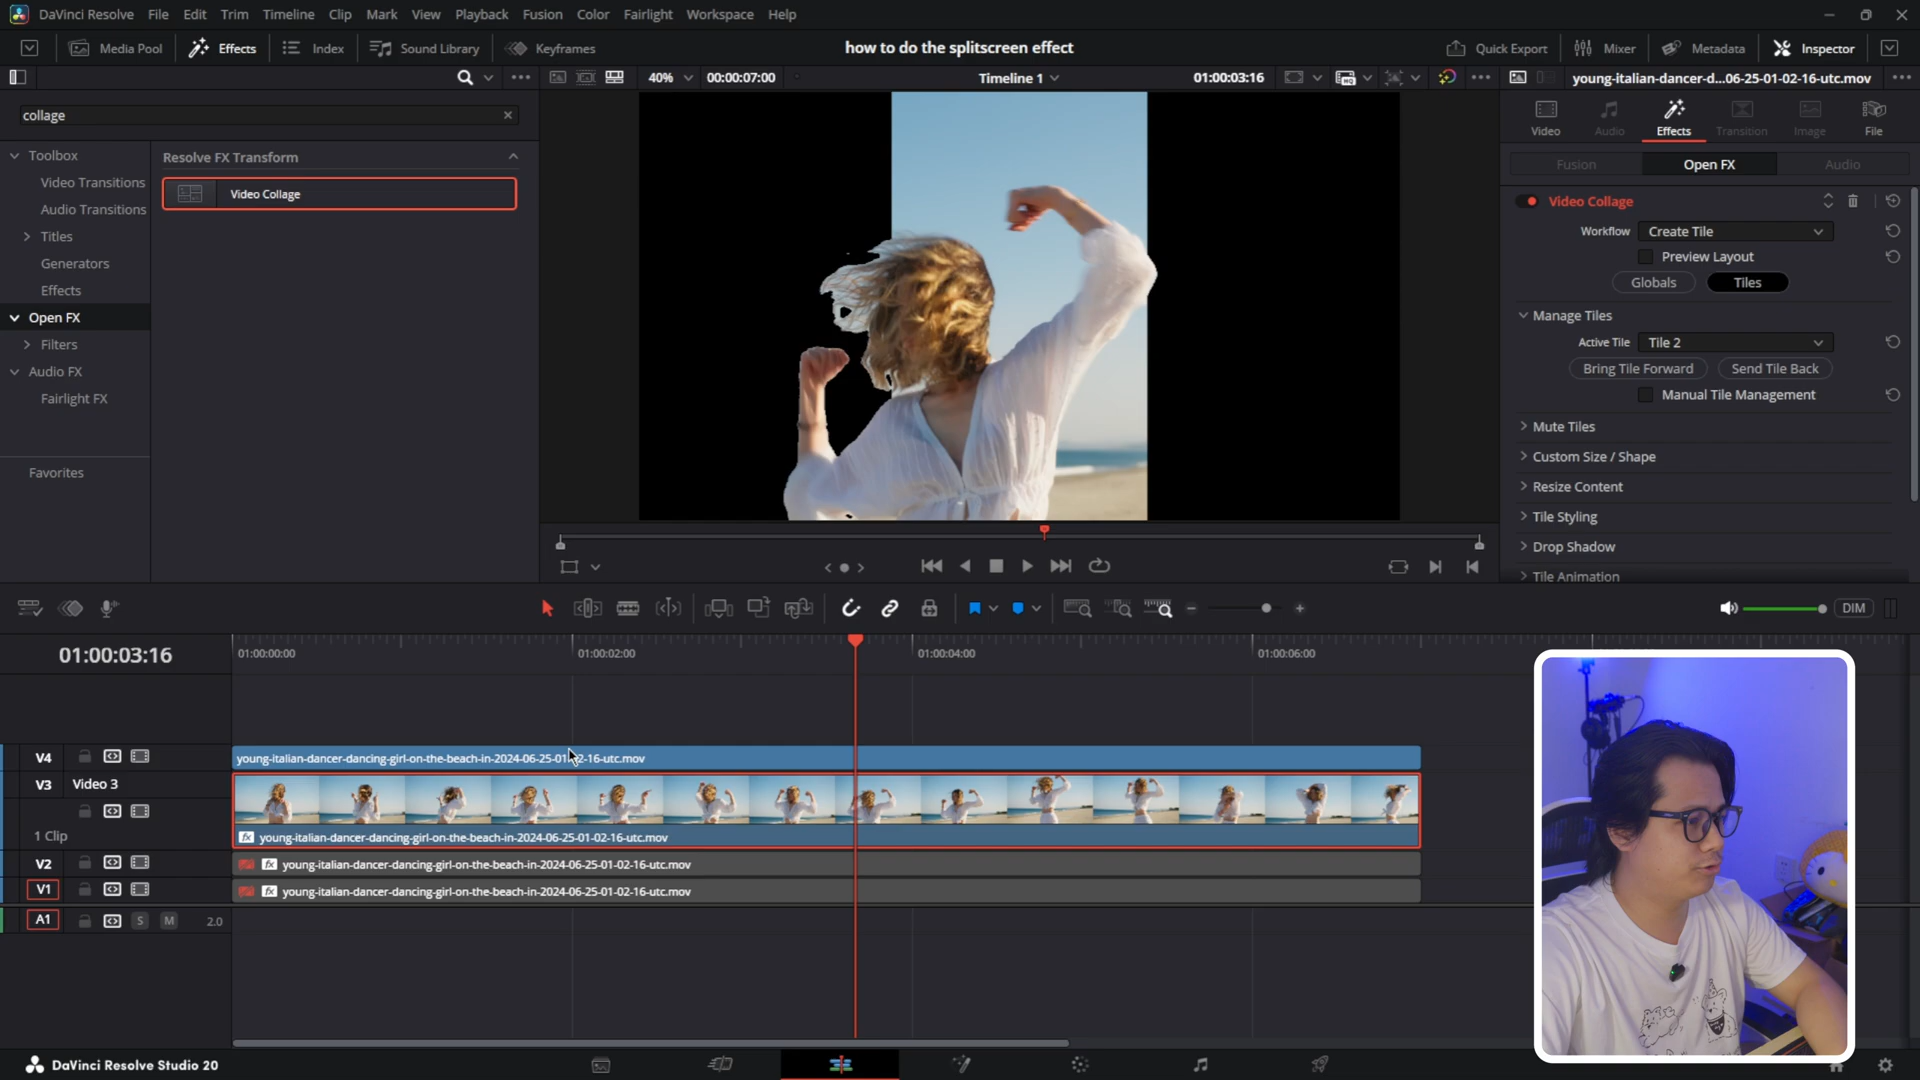 DaVinci Resolve File Edit Trim Timeline Clip Mark View Playback Fusion Color Fairlight Workspace Help
Media Pool Effects Index Sound Library Keyframes how to do the splitscreen effect Quick Export Mixer Metadata Inspector
40% 00:00:07:00 Timeline 1 01:00:03:16 young-italian-dancer-d...06-25-01-02-16-utc.mov
collage
Toolbox
Video Transitions
Audio Transitions
Titles
Generators
Effects
Open FX
Filters
Audio FX
Fairlight FX
Favorites
Resolve FX Transform
Video Collage
Video Audio Effects Transition Image File
Fusion Open FX Audio
Video Collage
Workflow Create Tile
Preview Layout
Globals Tiles
Manage Tiles
Active Tile Tile 2
Bring Tile Forward Send Tile Back
Manual Tile Management
Mute Tiles
Custom Size / Shape
Resize Content
Tile Styling
Drop Shadow
Tile Animation
DIM
01:00:03:16
01:00:00:00 01:00:02:00 01:00:04:00 01:00:06:00
V4 young-italian-dancer-dancing-girl-on-the-beach-in-2024-06-25-01-02-16-utc.mov
V3 Video 3
1 Clip young-italian-dancer-dancing-girl-on-the-beach-in-2024-06-25-01-02-16-utc.mov
V2 young-italian-dancer-dancing-girl-on-the-beach-in-2024-06-25-01-02-16-utc.mov
V1 young-italian-dancer-dancing-girl-on-the-beach-in-2024-06-25-01-02-16-utc.mov
A1 S M 2.0
DaVinci Resolve Studio 20